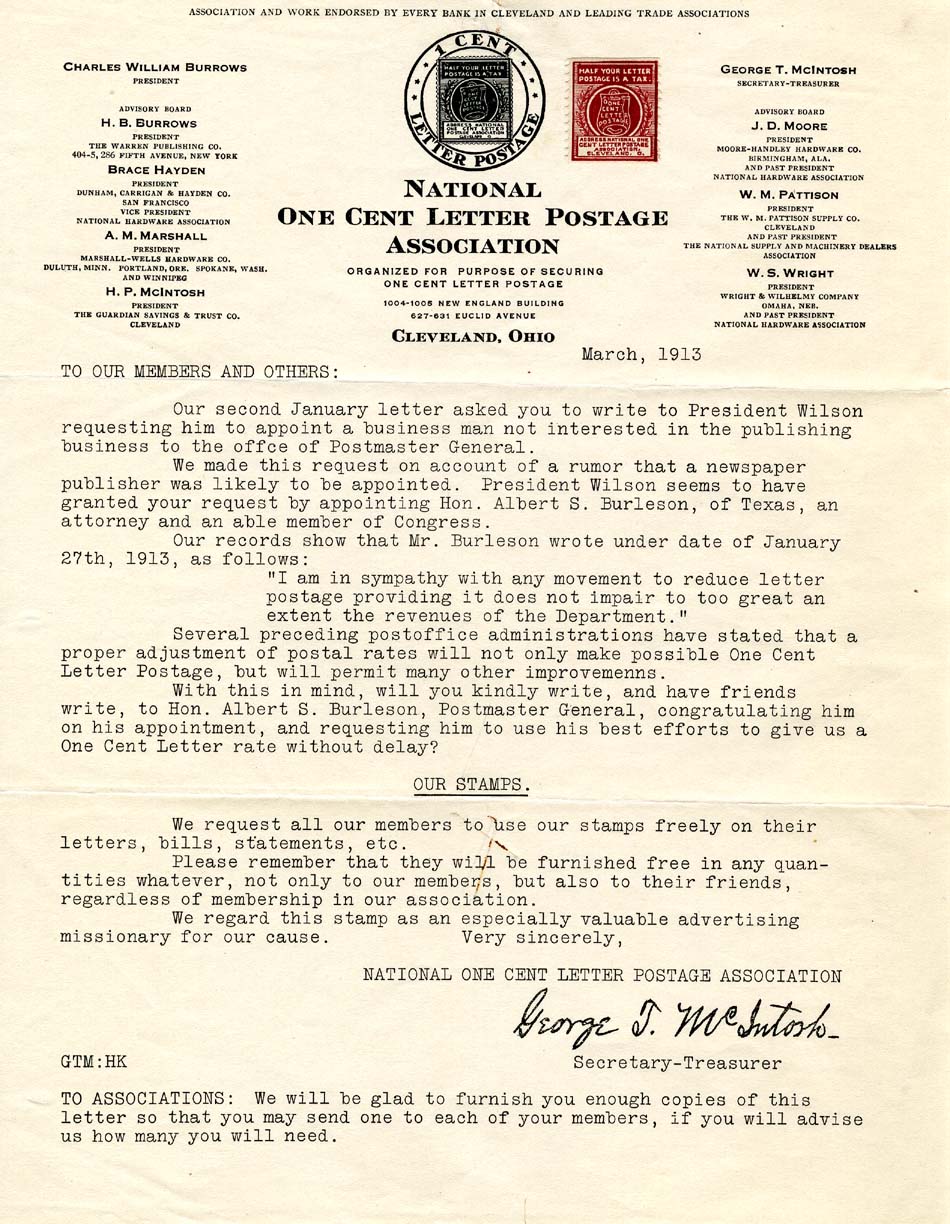 ASSOCIATION AND WORK ENDORSED BY EVERY BANK IN CLEVELAND AND LEADING TRADE ASSOCIATIONS
CHARLES WILLIAM BURROWS
PRESIDENT
ADVISORY BOARD
H. B. BURROWS
PRESIDENT
THE WARREN PUBLISHING CO.
404-5, 286 FIFTH AVENUE, NEW YORK
BRACE HAYDEN
PRESIDENT
DUNHAM, CARRIGAN & HAYDEN CO.
SAN FRANCISCO
VICE PRESIDENT
NATIONAL HARDWARE ASSOCIATION
A. M. MARSHALL
PRESIDENT
MARSHALL-WELLS HARDWARE CO.
DULUTH, MINN. PORTLAND, ORE. SPOKANE, WASH.
AND WINNIPEG
H. P. MCINTOSH
PRESIDENT
THE GUARDIAN SAVINGS & TRUST CO.
CLEVELAND
1 CENT
LETTER POSTAGE
HALF YOUR LETTER
POSTAGE IS A TAX.
ONE
CENT
LETTER
POSTAGE
ADDRESS NATIONAL
ONE CENT LETTER
POSTAGE ASSOCIATION
CLEVELAND, O.
HALF YOUR LETTER
POSTAGE IS A TAX.
ONE
CENT
LETTER
POSTAGE
ADDRESS NATIONAL ONE
CENT LETTER POSTAGE
ASSOCIATION,
CLEVELAND, O.
NATIONAL
ONE CENT LETTER POSTAGE
ASSOCIATION
ORGANIZED FOR PURPOSE OF SECURING
ONE CENT LETTER POSTAGE
1004-1005 NEW ENGLAND BUILDING
627-631 EUCLID AVENUE
CLEVELAND, OHIO
GEORGE T. MCINTOSH
SECRETARY-TREASURER
ADVISORY BOARD
J. D. MOORE
PRESIDENT
MOORE-HANDLEY HARDWARE CO.
BIRMINGHAM, ALA.
AND PAST PRESIDENT
NATIONAL HARDWARE ASSOCIATION
W. M. PATTISON
PRESIDENT
THE W. M. PATTISON SUPPLY CO.
CLEVELAND
AND PAST PRESIDENT
THE NATIONAL SUPPLY AND MACHINERY DEALERS
ASSOCIATION
W. S. WRIGHT
PRESIDENT
WRIGHT & WILHELMY COMPANY
OMAHA, NEB.
AND PAST PRESIDENT
NATIONAL HARDWARE ASSOCIATION
March, 1913
TO OUR MEMBERS AND OTHERS:
Our second January letter asked you to write to President Wilson
requesting him to appoint a business man not interested in the publishing
business to the offce of Postmaster General.
We made this request on account of a rumor that a newspaper
publisher was likely to be appointed. President Wilson seems to have
granted your request by appointing Hon. Albert S. Burleson, of Texas, an
attorney and an able member of Congress.
Our records show that Mr. Burleson wrote under date of January
27th, 1913, as follows:
"I am in sympathy with any movement to reduce letter
postage providing it does not impair to too great an
extent the revenues of the Department."
Several preceding postoffice administrations have stated that a
proper adjustment of postal rates will not only make possible One Cent
Letter Postage, but will permit many other improvemenns.
With this in mind, will you kindly write, and have friends
write, to Hon. Albert S. Burleson, Postmaster General, congratulating him
on his appointment, and requesting him to use his best efforts to give us a
One Cent Letter rate without delay?
OUR STAMPS.
We request all our members to use our stamps freely on their
letters, bills, statements, etc.
Please remember that they will be furnished free in any quan-
tities whatever, not only to our members, but also to their friends,
regardless of membership in our association.
We regard this stamp as an especially valuable advertising
missionary for our cause. Very sincerely,
NATIONAL ONE CENT LETTER POSTAGE ASSOCIATION
George T. McIntosh
GTM:HK Secretary-Treasurer
TO ASSOCIATIONS: We will be glad to furnish you enough copies of this
letter so that you may send one to each of your members, if you will advise
us how many you will need.